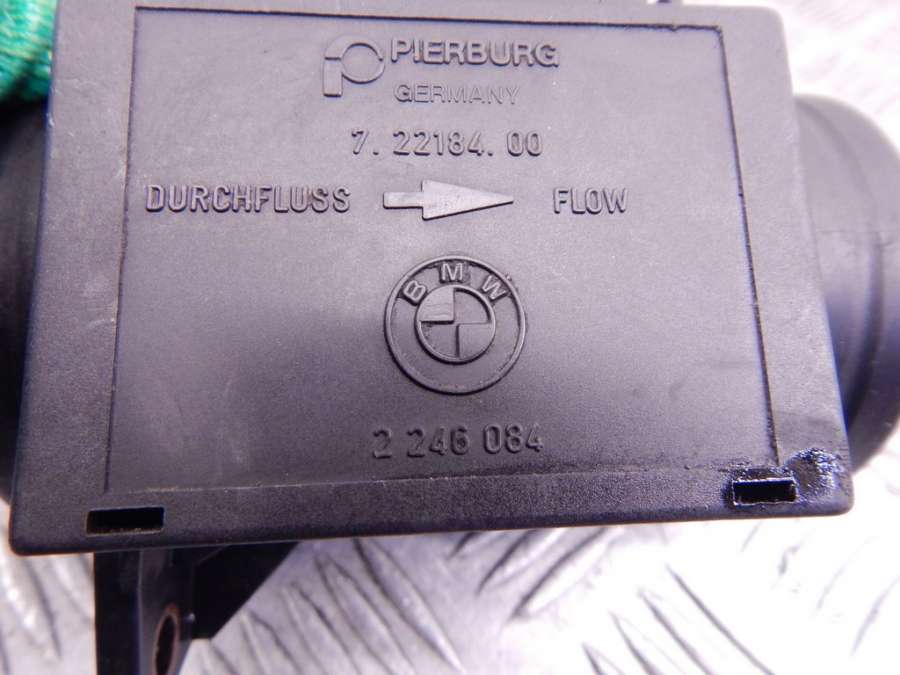 PIERBURG
GERMANY
7.22184.00
DURCHFLUSS FLOW
BMW
2 246 084